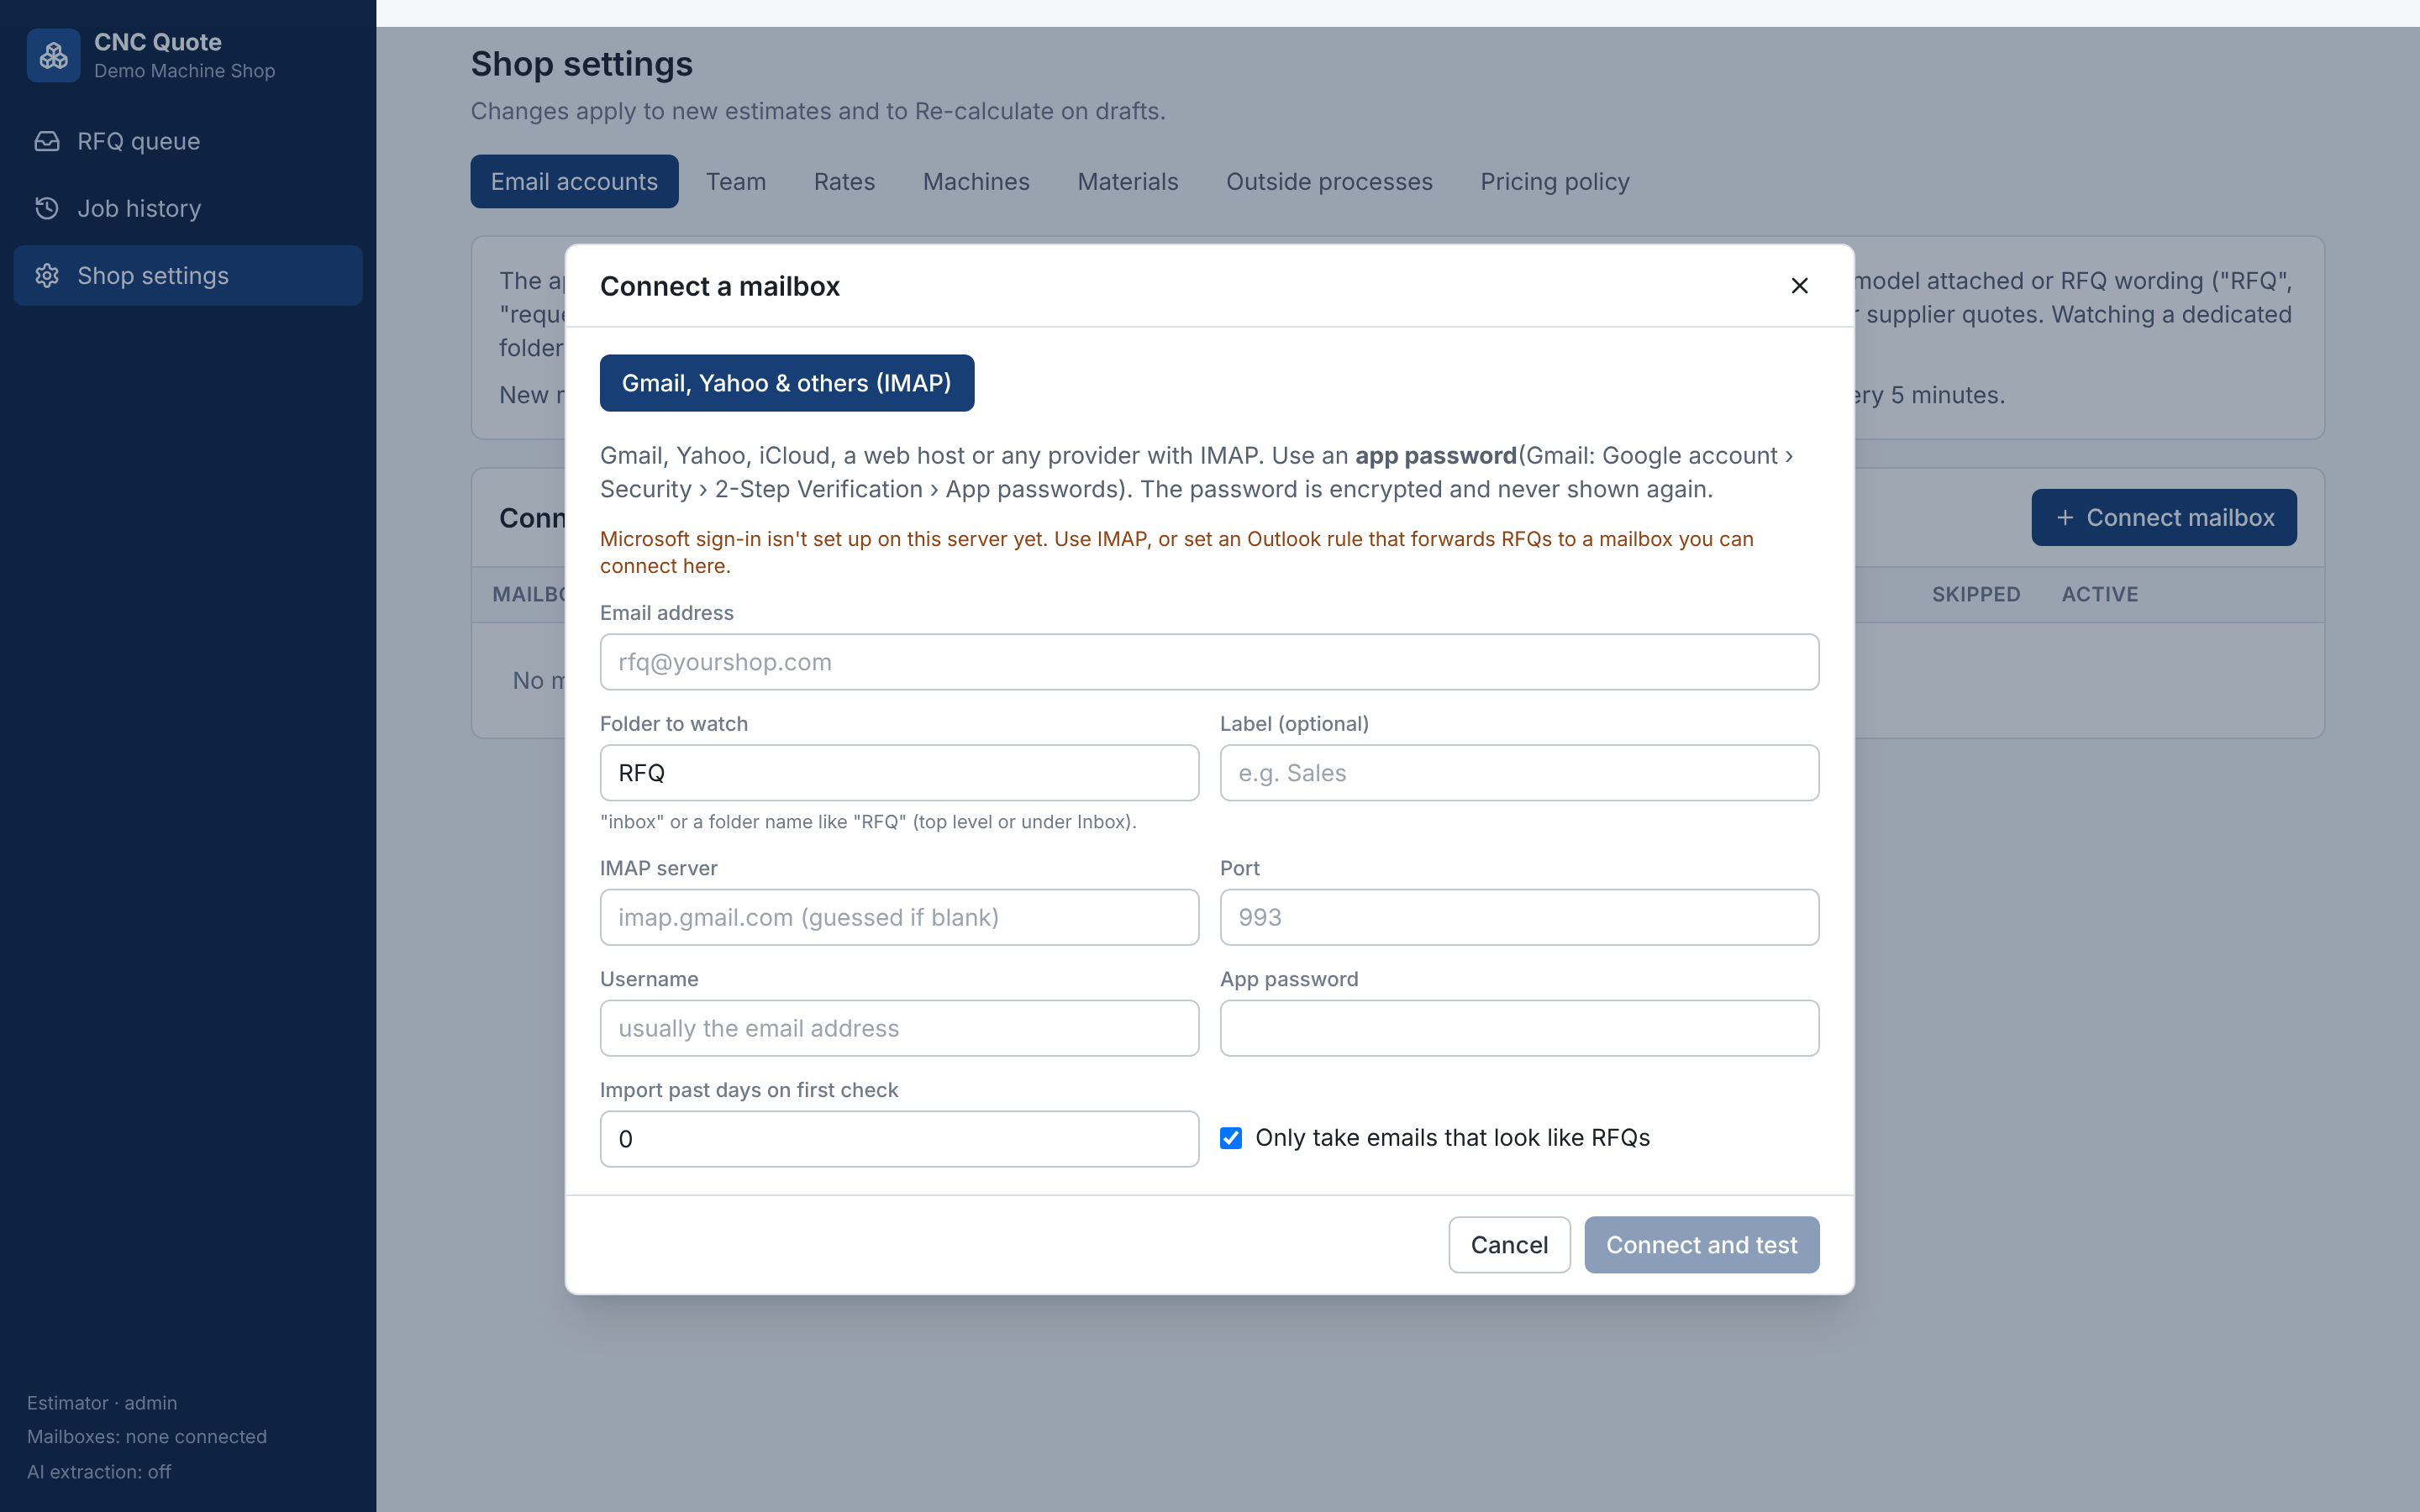 CNC Quote
Demo Machine Shop
RFQ queue
Job history
Shop settings
Estimator · admin
Mailboxes: none connected
AI extraction: off
Shop settings
Changes apply to new estimates and to Re-calculate on drafts.
Email accounts Team Rates Machines Materials Outside processes Pricing policy
The model attached or RFQ wording ("RFQ",
supplier quotes. Watching a dedicated
folder
New ery 5 minutes.
Connect mailbox
SKIPPED ACTIVE
No
Connect a mailbox
Gmail, Yahoo & others (IMAP)
Gmail, Yahoo, iCloud, a web host or any provider with IMAP. Use an app password(Gmail: Google account ›
Security › 2-Step Verification › App passwords). The password is encrypted and never shown again.
Microsoft sign-in isn't set up on this server yet. Use IMAP, or set an Outlook rule that forwards RFQs to a mailbox you can
connect here.
Email address
rfq@yourshop.com
Folder to watch Label (optional)
RFQ e.g. Sales
"inbox" or a folder name like "RFQ" (top level or under Inbox).
IMAP server Port
imap.gmail.com (guessed if blank) 993
Username App password
usually the email address
Import past days on first check
0 Only take emails that look like RFQs
Cancel Connect and test